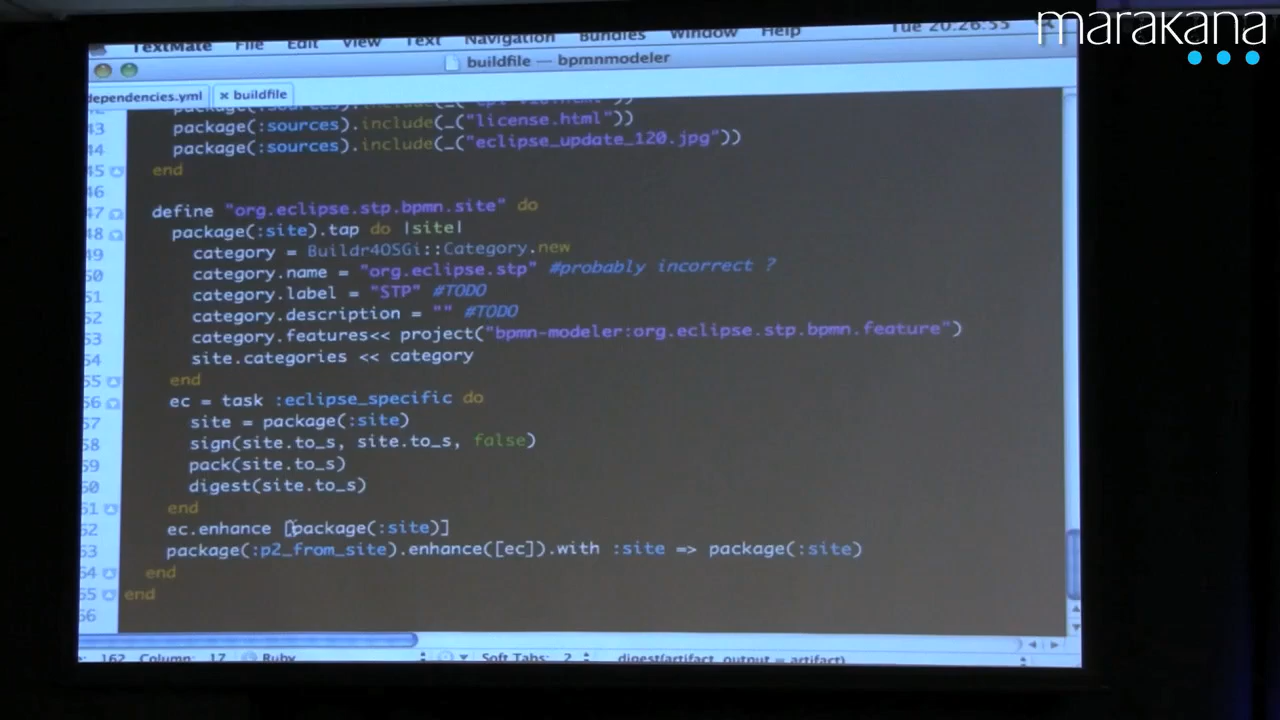 marakana
TextMate File Edit View Text Navigation Bundles Window Help Tue 20:26:55
buildfile — bpmnmodeler
dependencies.yml × buildfile
43 package(:sources).include(_("license.html"))
44 package(:sources).include(_("eclipse_update_120.jpg"))
45 end
46
47 define "org.eclipse.stp.bpmn.site" do
48 package(:site).tap do |site|
49 category = Buildr4OSGi::Category.new
50 category.name = "org.eclipse.stp" #probably incorrect ?
51 category.label = "STP" #TODO
52 category.description = "" #TODO
53 category.features<< project("bpmn-modeler:org.eclipse.stp.bpmn.feature")
54 site.categories << category
55 end
56 ec = task :eclipse_specific do
57 site = package(:site)
58 sign(site.to_s, site.to_s, false)
59 pack(site.to_s)
60 digest(site.to_s)
61 end
62 ec.enhance [package(:site)]
63 package(:p2_from_site).enhance([ec]).with :site => package(:site)
64 end
65 end
66
162 Column: 17 Ruby Soft Tabs: 2 digest(artifact, output = artifact)